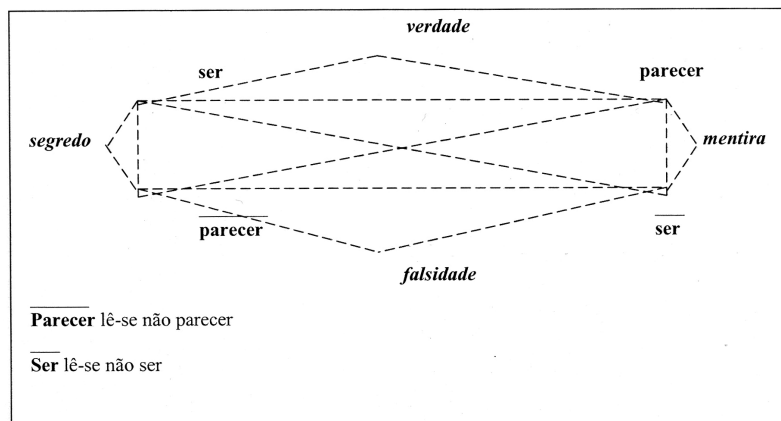 verdade
ser parecer
segredo mentira
parecer ser
falsidade
Parecer lê-se não parecer
Ser lê-se não ser